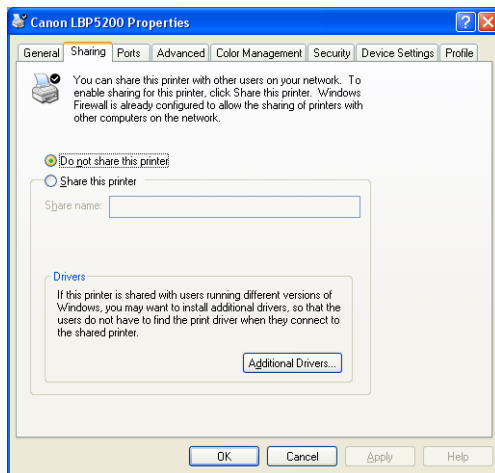 Canon LBP5200 Properties
General Sharing Ports Advanced Color Management Security Device Settings Profile
You can share this printer with other users on your network. To
enable sharing for this printer, click Share this printer. Windows
Firewall is already configured to allow the sharing of printers with
other computers on the network.
Do not share this printer
Share this printer
Share name:
Drivers
If this printer is shared with users running different versions of
Windows, you may want to install additional drivers, so that the
users do not have to find the print driver when they connect to
the shared printer.
Additional Drivers...
OK Cancel Apply Help